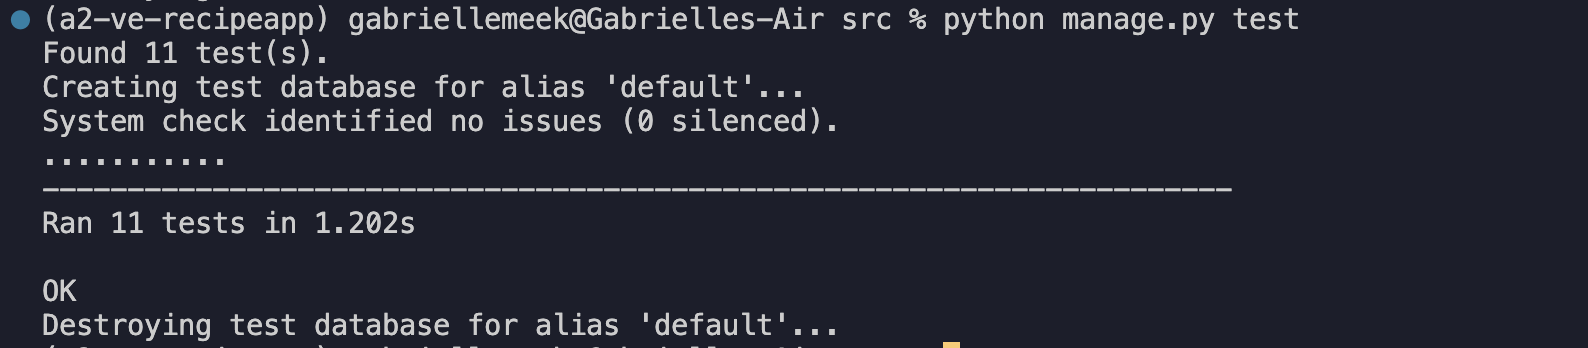 (a2-ve-recipeapp) gabriellemeek@Gabrielles-Air src % python manage.py test
Found 11 test(s).
Creating test database for alias 'default'...
System check identified no issues (0 silenced).
...........
----------------------------------------------------------------------
Ran 11 tests in 1.202s
OK
Destroying test database for alias 'default'...